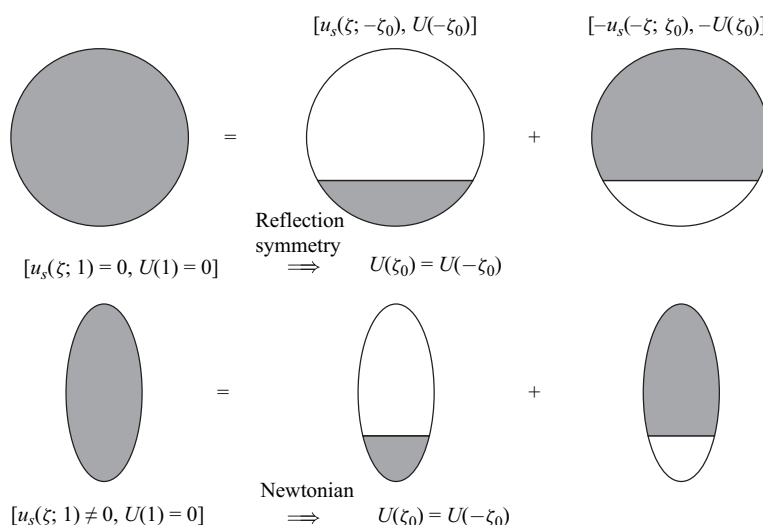 [u_s(ζ; –ζ_0), U(–ζ_0)] [–u_s(–ζ; ζ_0), –U(ζ_0)]
= +
Reflection
symmetry
[u_s(ζ; 1) = 0, U(1) = 0] ⟹ U(ζ_0) = U(–ζ_0)
= +
Newtonian
[u_s(ζ; 1) ≠ 0, U(1) = 0] ⟹ U(ζ_0) = U(–ζ_0)